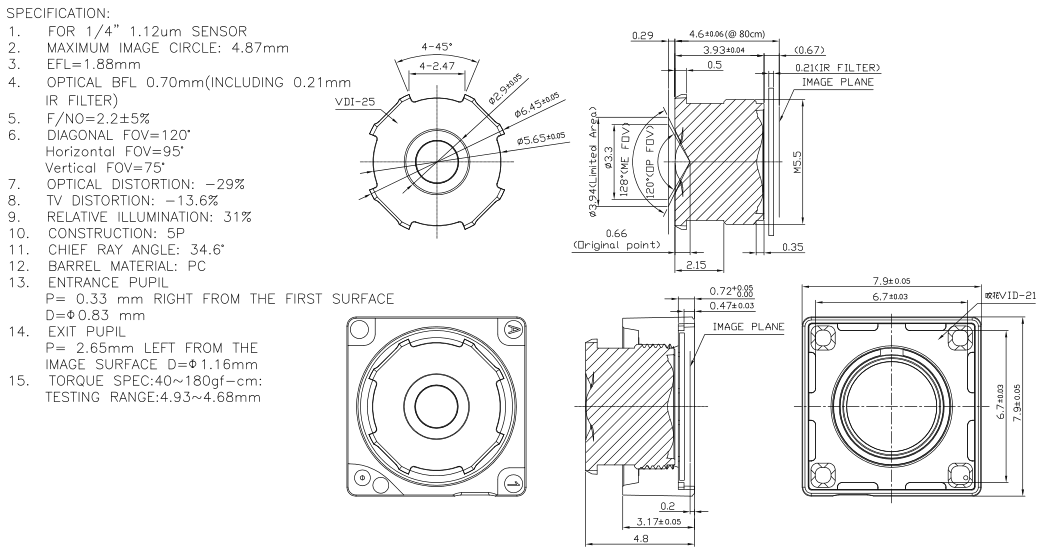 SPECIFICATION:
1. FOR 1/4” 1.12um SENSOR
2. MAXIMUM IMAGE CIRCLE: 4.87mm
3. EFL=1.88mm
4. OPTICAL BFL 0.70mm(INCLUDING 0.21mm
IR FILTER)
5. F/NO=2.2±5%
6. DIAGONAL FOV=120°
Horizontal FOV=95°
Vertical FOV=75°
7. OPTICAL DISTORTION: -29%
8. TV DISTORTION: -13.6%
9. RELATIVE ILLUMINATION: 31%
10. CONSTRUCTION: 5P
11. CHIEF RAY ANGLE: 34.6°
12. BARREL MATERIAL: PC
13. ENTRANCE PUPIL
P= 0.33 mm RIGHT FROM THE FIRST SURFACE
D=Φ0.83 mm
14. EXIT PUPIL
P= 2.65mm LEFT FROM THE
IMAGE SURFACE D=Φ1.16mm
15. TORQUE SPEC:40~180gf-cm:
TESTING RANGE:4.93~4.68mm
4-45°
4-2.47
VDI-25
ø2.9±0.05
ø6.45±0.05
ø5.65±0.05
0.29
4.6±0.06(@ 80cm)
3.93±0.04
(0.67)
0.5
0.21(IR FILTER)
IMAGE PLANE
ø3.94(Limited Area)
ø3.3
128°(ME FOV)
120°(OP FOV)
M5.5
0.66
(Original point)
0.35
2.15
A
1
0.72+0.05 0.00
0.47±0.03
IMAGE PLANE
0.2
3.17±0.05
4.8
7.9±0.05
6.7±0.03
VID-21
6.7±0.03
7.9±0.05